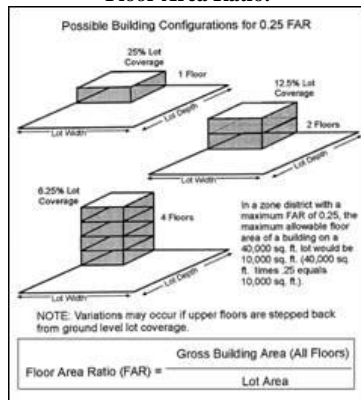 Floor Area Ratio:
Possible Building Configurations for 0.25 FAR
25% Lot
Coverage
1 Floor
Lot Width
Lot Depth
12.5% Lot
Coverage
2 Floors
Lot Width
Lot Depth
6.25% Lot
Coverage
4 Floors
Lot Width
Lot Depth
In a zone district with a
maximum FAR of 0.25, the
maximum allowable floor
area of a building on a
40,000 sq. ft. lot would be
10,000 sq. ft. (40,000 sq.
ft. times .25 equals
10,000 sq. ft.).
NOTE: Variations may occur if upper floors are stepped back
from ground level lot coverage.
Floor Area Ratio (FAR) =
Gross Building Area (All Floors)
Lot Area